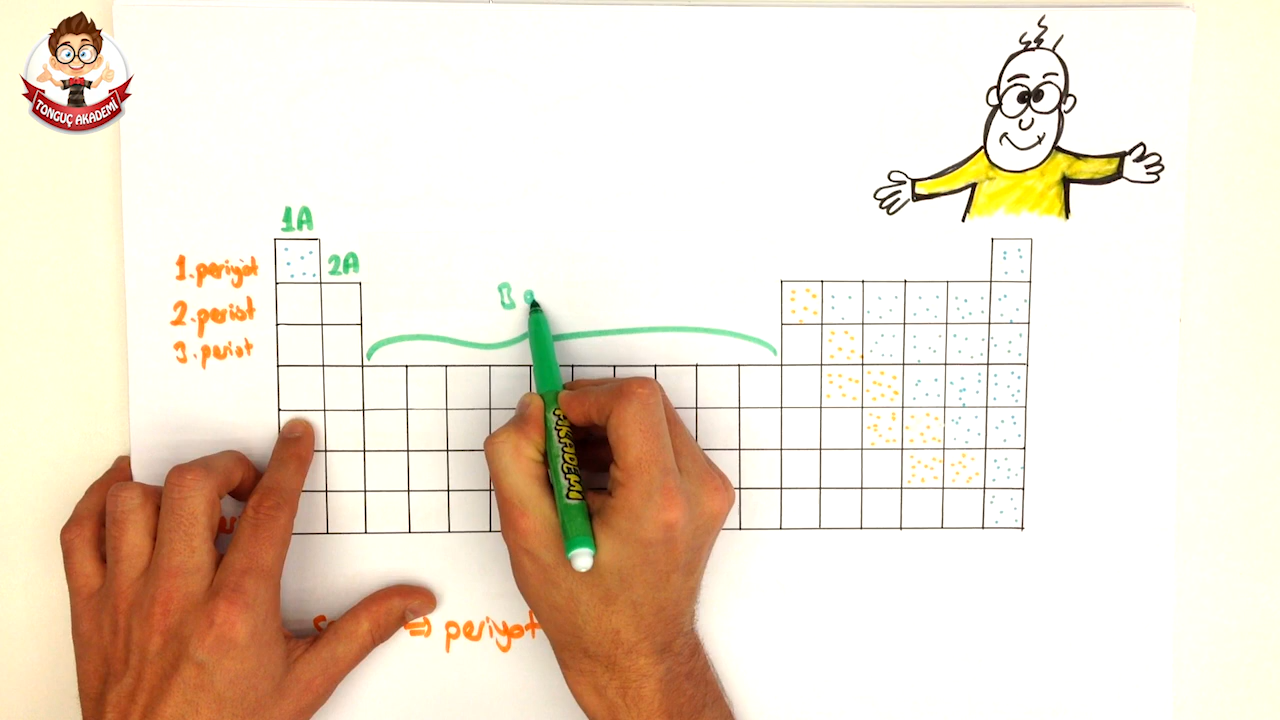 TONGUÇ AKADEMİ
1A
1.periyot
2A
2.periot
B
3.periot
AKADEMİ
⇒ periyot